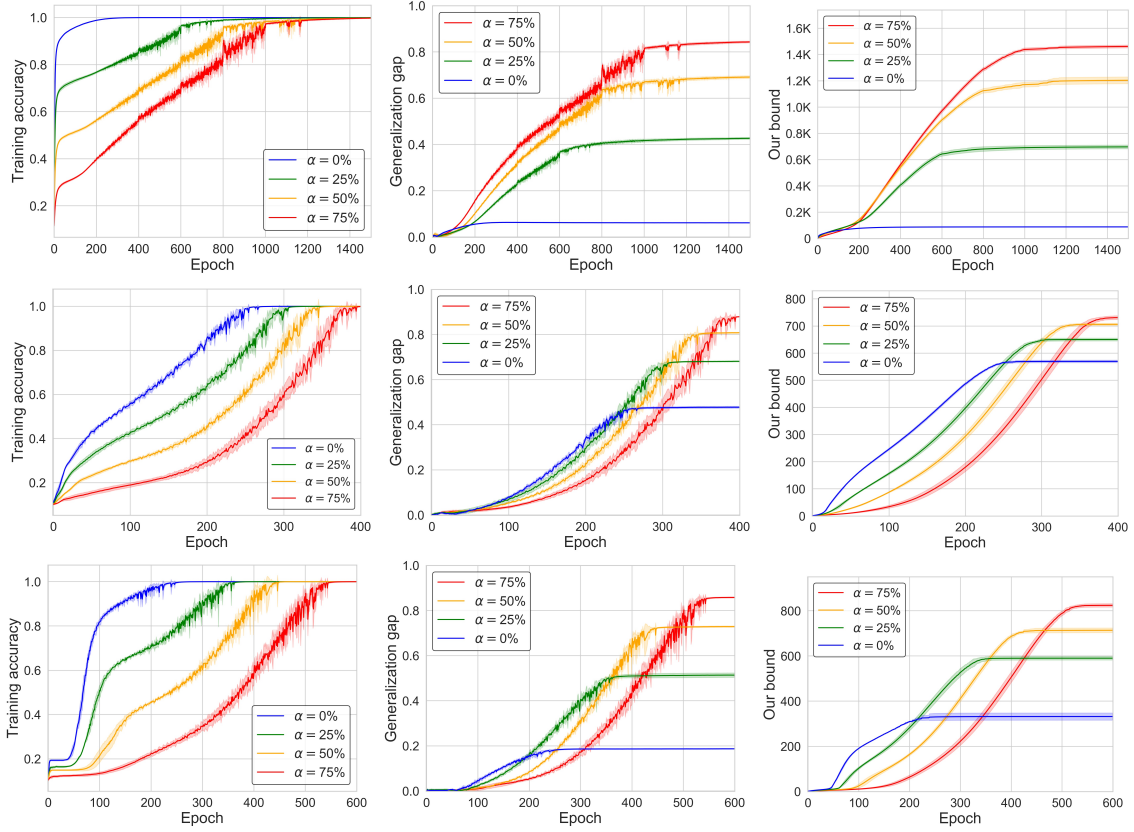 Training accuracy
1.0
0.8
0.6
0.4
0.2
α = 0%
α = 25%
α = 50%
α = 75%
0 200 400 600 800 1000 1200 1400
Epoch
Generalization gap
1.0
0.8
0.6
0.4
0.2
0.0
α = 75%
α = 50%
α = 25%
α = 0%
0 200 400 600 800 1000 1200 1400
Epoch
Our bound
1.6K
1.4K
1.2K
1.0K
0.8K
0.6K
0.4K
0.2K
0
α = 75%
α = 50%
α = 25%
α = 0%
0 200 400 600 800 1000 1200 1400
Epoch
Training accuracy
1.0
0.8
0.6
0.4
0.2
α = 0%
α = 25%
α = 50%
α = 75%
0 100 200 300 400
Epoch
Generalization gap
1.0
0.8
0.6
0.4
0.2
0.0
α = 75%
α = 50%
α = 25%
α = 0%
0 100 200 300 400
Epoch
Our bound
800
700
600
500
400
300
200
100
0
α = 75%
α = 50%
α = 25%
α = 0%
0 100 200 300 400
Epoch
Training accuracy
1.0
0.8
0.6
0.4
0.2
α = 0%
α = 25%
α = 50%
α = 75%
0 100 200 300 400 500 600
Epoch
Generalization gap
1.0
0.8
0.6
0.4
0.2
0.0
α = 75%
α = 50%
α = 25%
α = 0%
0 100 200 300 400 500 600
Epoch
Our bound
800
600
400
200
0
α = 75%
α = 50%
α = 25%
α = 0%
0 100 200 300 400 500 600
Epoch